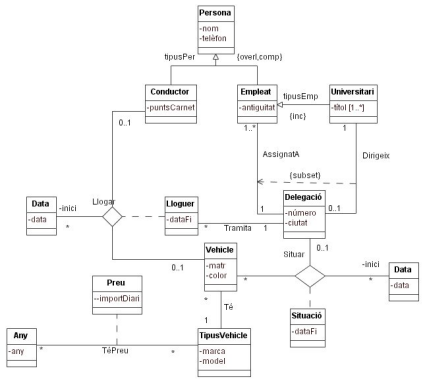 Persona
-nom
-telèfon
tipusPer
{overl,comp}
Conductor
-puntsCarnet
Empleat
-antiguitat
tipusEmp
{inc}
Universitari
-títol [1..*]
0..1
1..*
1
AssignatA
Dirigeix
{subset}
Data
-data
-inici
*
Llogar
Lloguer
-dataFi
*
Tramita
1
1
0..1
Delegació
-número
-ciutat
0..1
Situar
0..1
Vehicle
-matr
-color
*
*
-inici
*
Data
-data
Preu
--importDiari
*
Té
1
Situació
-dataFi
Any
-any
*
TéPreu
*
TipusVehicle
-marca
-model